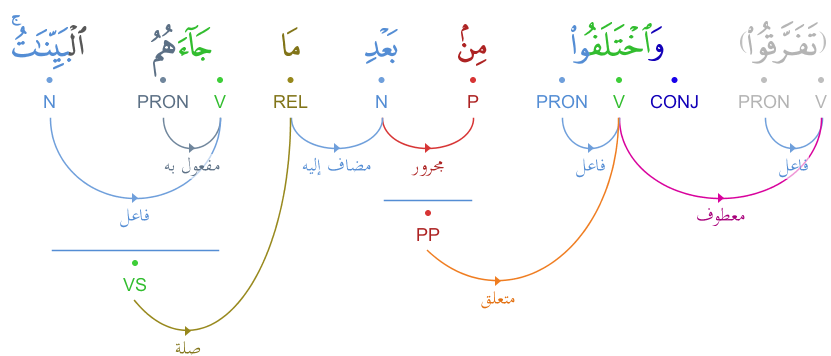 (تَفَرَّقُوا۟) وَٱخْتَلَفُوا۟ مِنۢ بَعْدِ مَا جَآءَهُمُ ٱلْبَيِّنَـٰتُ ۚ
V PRON CONJ V PRON P N REL V PRON N
فاعل فاعل مجرور مضاف إليه مفعول به
معطوف فاعل
PP
VS
متعلق
صلة